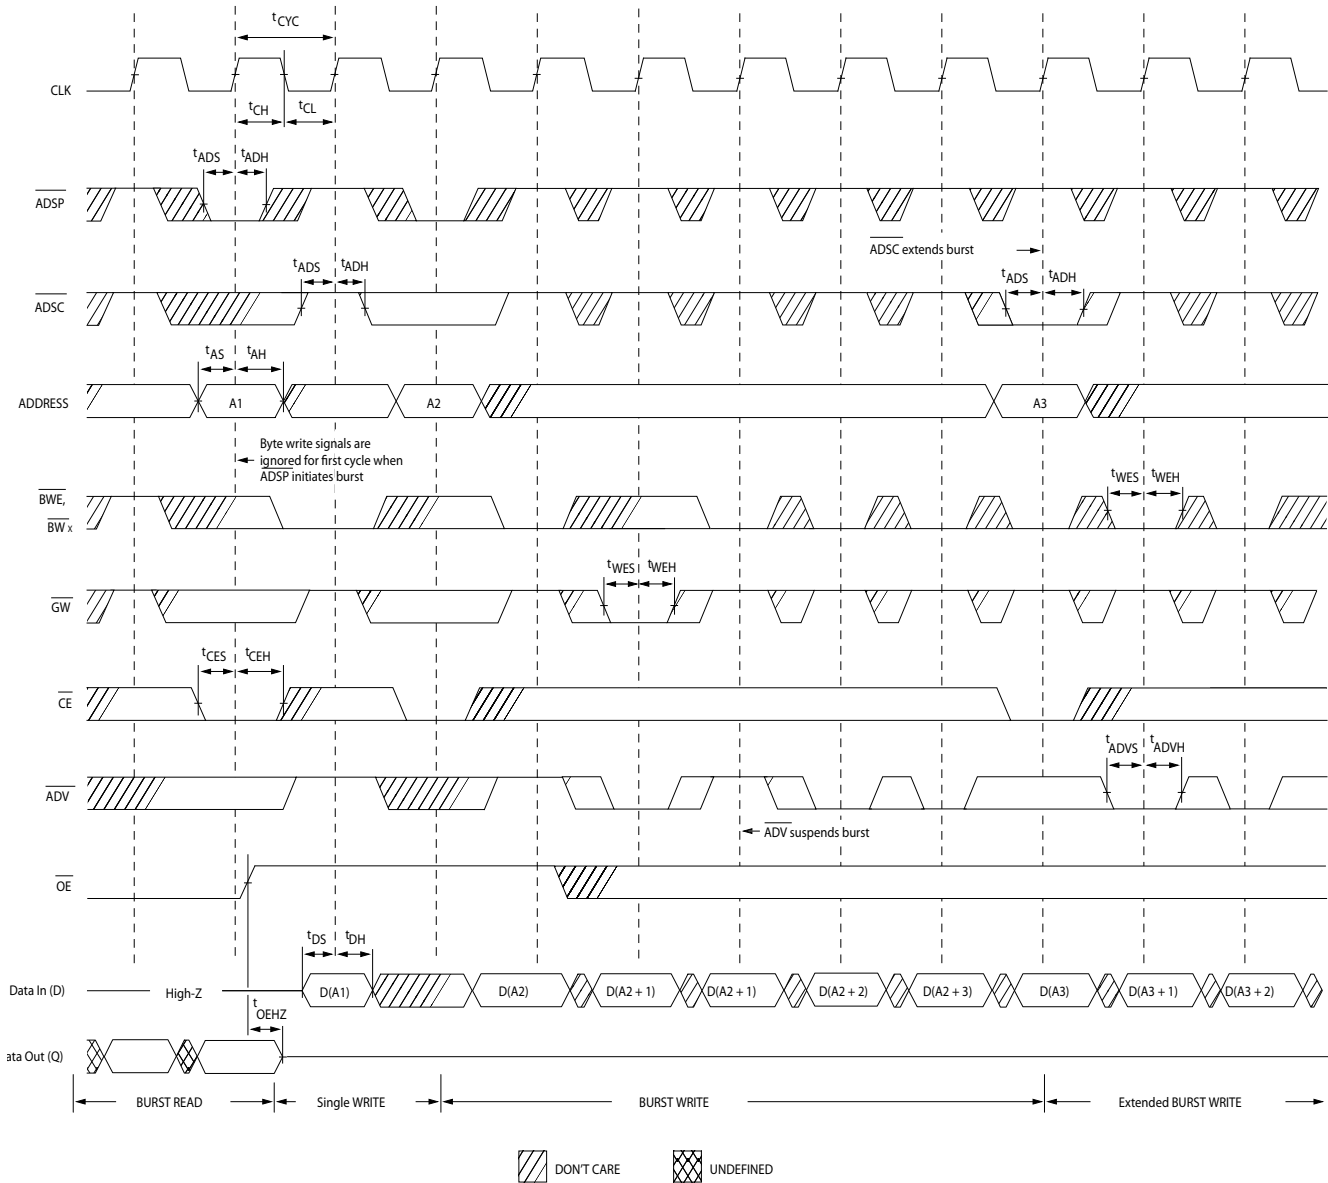 tCYC
CLK
tCH
tCL
tADS
tADH
ADSP
ADSC extends burst
tADS
tADH
tADS
tADH
ADSC
tAS
tAH
ADDRESS
A1
A2
A3
Byte write signals are
ignored for first cycle when
ADSP initiates burst
BWE,
BW x
tWES
tWEH
tWES
tWEH
GW
tCES
tCEH
CE
tADVS
tADVH
ADV
ADV suspends burst
OE
tDS
tDH
Data In (D)
High-Z
D(A1)
D(A2)
D(A2 + 1)
D(A2 + 1)
D(A2 + 2)
D(A2 + 3)
D(A3)
D(A3 + 1)
D(A3 + 2)
tOEHZ
ata Out (Q)
BURST READ
Single WRITE
BURST WRITE
Extended BURST WRITE
DON'T CARE
UNDEFINED